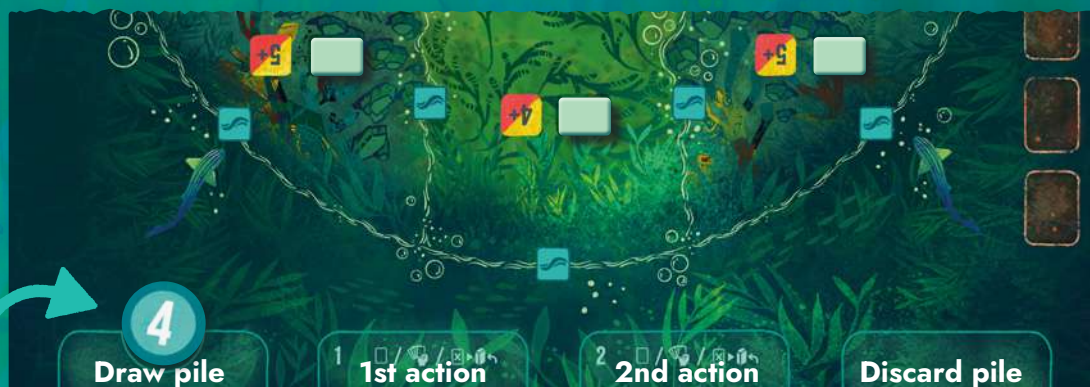 5+
5+
4+
4
1
2
Draw pile
1st action
2nd action
Discard pile